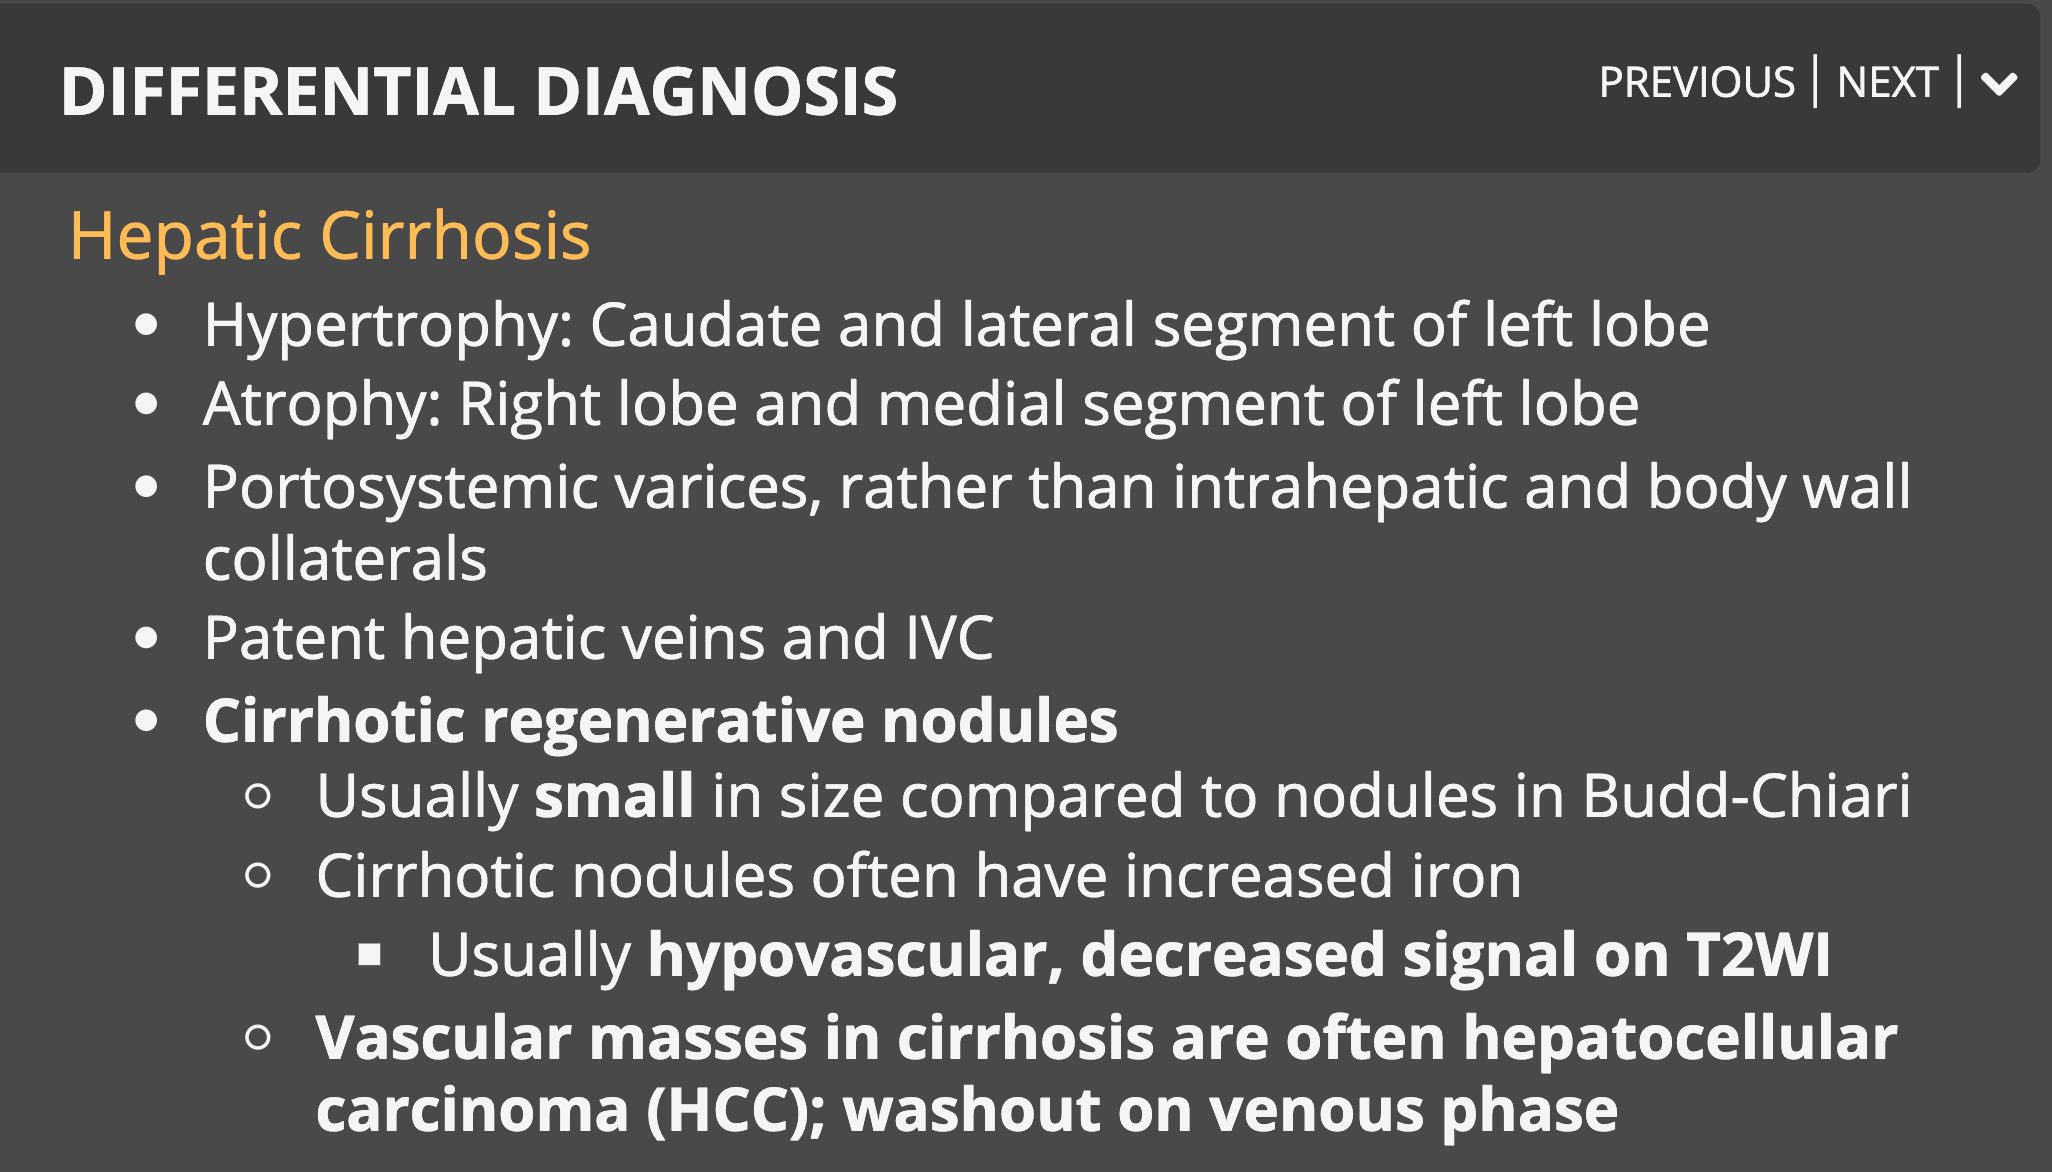 DIFFERENTIAL DIAGNOSIS
PREVIOUS | NEXT |
Hepatic Cirrhosis
• Hypertrophy: Caudate and lateral segment of left lobe
• Atrophy: Right lobe and medial segment of left lobe
• Portosystemic varices, rather than intrahepatic and body wall
collaterals
• Patent hepatic veins and IVC
• Cirrhotic regenerative nodules
○ Usually small in size compared to nodules in Budd-Chiari
○ Cirrhotic nodules often have increased iron
▪ Usually hypovascular, decreased signal on T2WI
○ Vascular masses in cirrhosis are often hepatocellular
carcinoma (HCC); washout on venous phase